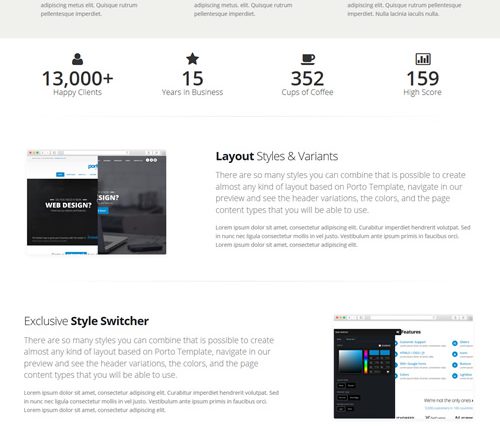 adipiscing metus elit. Quisque rutrum adipiscing metus. elit. Quisque rutrum adipiscing metus elit. Quisque rutrum
pellentesque imperdiet. pellentesque imperdiet. pellentesque imperdiet. Nulla lacinia iaculis nulla.
13,000+ 15 352 159
Happy Clients Years in Business Cups of Coffee High Score
Layout Styles & Variants
There are so many styles you can combine that is possible to create
almost any kind of layout based on Porto Template, navigate in our
preview and see the header variations, the colors, and the page
content types that you will be able to use.
Lorem ipsum dolor sit amet, consectetur adipiscing elit. Curabitur imperdiet hendrerit volutpat. Sed
in nunc nec ligula consectetur mollis in vel justo. Vestibulum ante ipsum primis in faucibus orci.
Lorem ipsum dolor sit amet.
porto
WEB DESIGN?
DESIGN?
Exclusive Style Switcher
There are so many styles you can combine that is possible to create
almost any kind of layout based on Porto Template, navigate in our
preview and see the header variations, the colors, and the page
content types that you will be able to use.
Lorem ipsum dolor sit amet, consectetur adipiscing elit. Curabitur imperdiet hendrerit volutpat. Sed
in nunc nec ligula consectetur mollis in vel justo. Vestibulum ante ipsum primis in faucibus orci.
Lorem ipsum dolor sit amet.
Features
Customer Support
HTML5 / CSS3 / JS
We're not the only ones